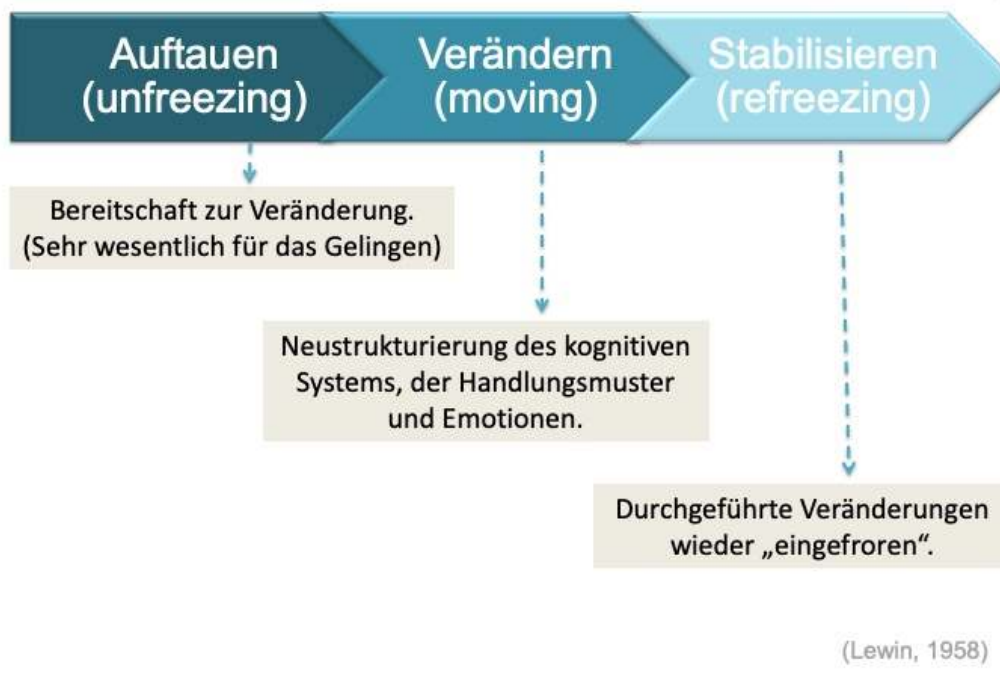 Auftauen
(unfreezing)
Verändern
(moving)
Stabilisieren
(refreezing)
Bereitschaft zur Veränderung.
(Sehr wesentlich für das Gelingen)
Neustrukturierung des kognitiven
Systems, der Handlungsmuster
und Emotionen.
Durchgeführte Veränderungen
wieder „eingefroren“.
(Lewin, 1958)